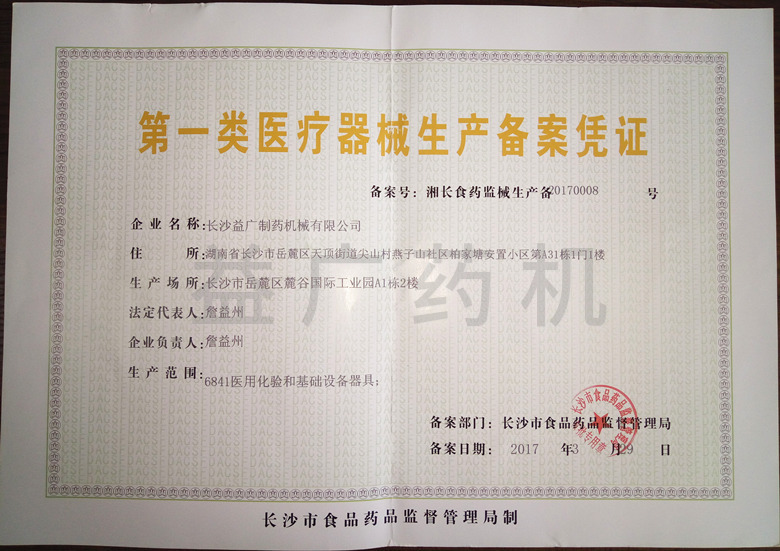 第一类医疗器械生产备案凭证
备案号：湘长食药监械生产备20170008 号
企业名称：长沙益广制药机械有限公司
住 所：湖南省长沙市岳麓区天顶街道尖山村燕子山社区柏家塘安置小区第A31栋1门1楼
生产场所：长沙市岳麓区麓谷国际工业园A1栋2楼
法定代表人：詹益州
企业负责人：詹益州
生产范围：6841医用化验和基础设备器具；
益广药机
备案部门：长沙市食品药品监督管理局
备案日期： 2017 年3 月29 日
长沙市食品药品监督管理局制